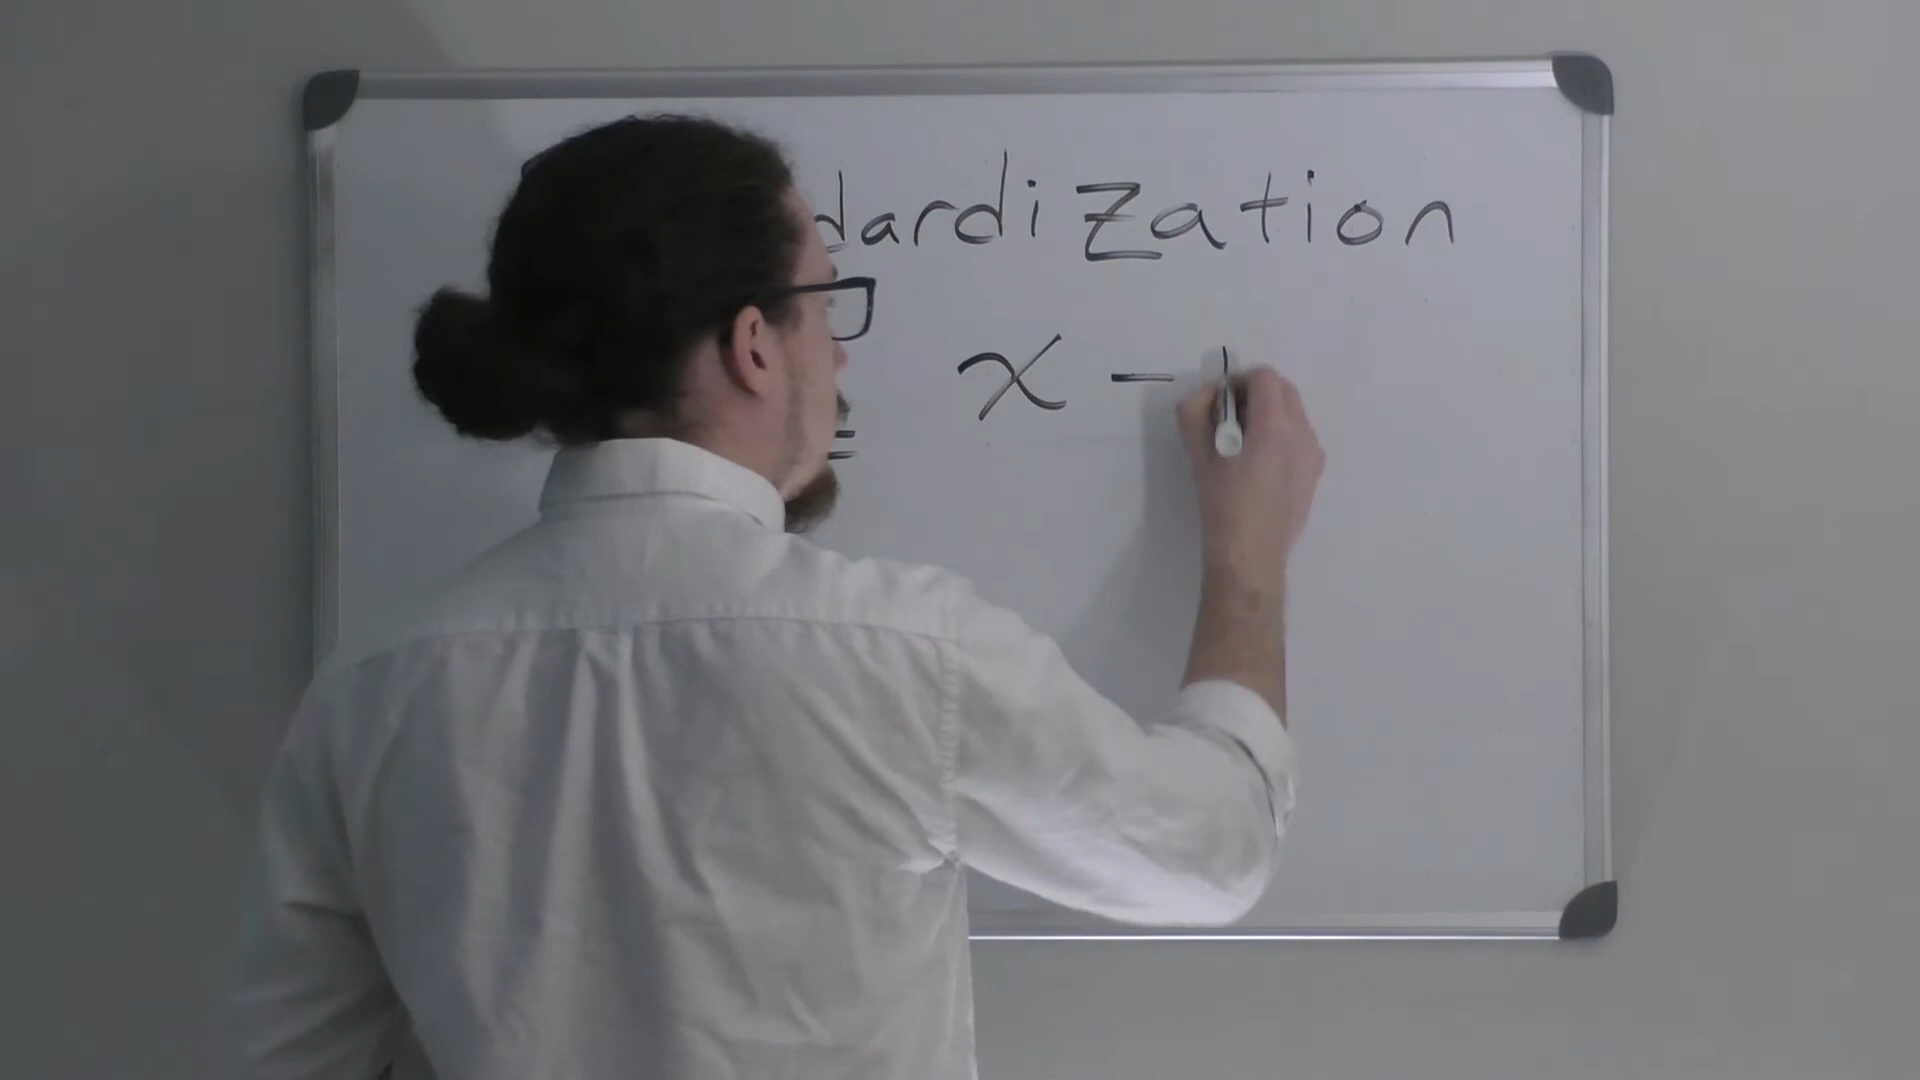 dardization
= x -